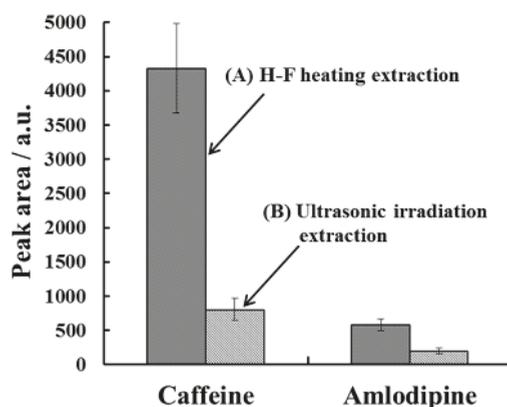 5000
4500
4000
3500
3000
2500
2000
1500
1000
500
0
Peak area / a.u.
(A) H-F heating extraction
(B) Ultrasonic irradiation
extraction
Caffeine
Amlodipine